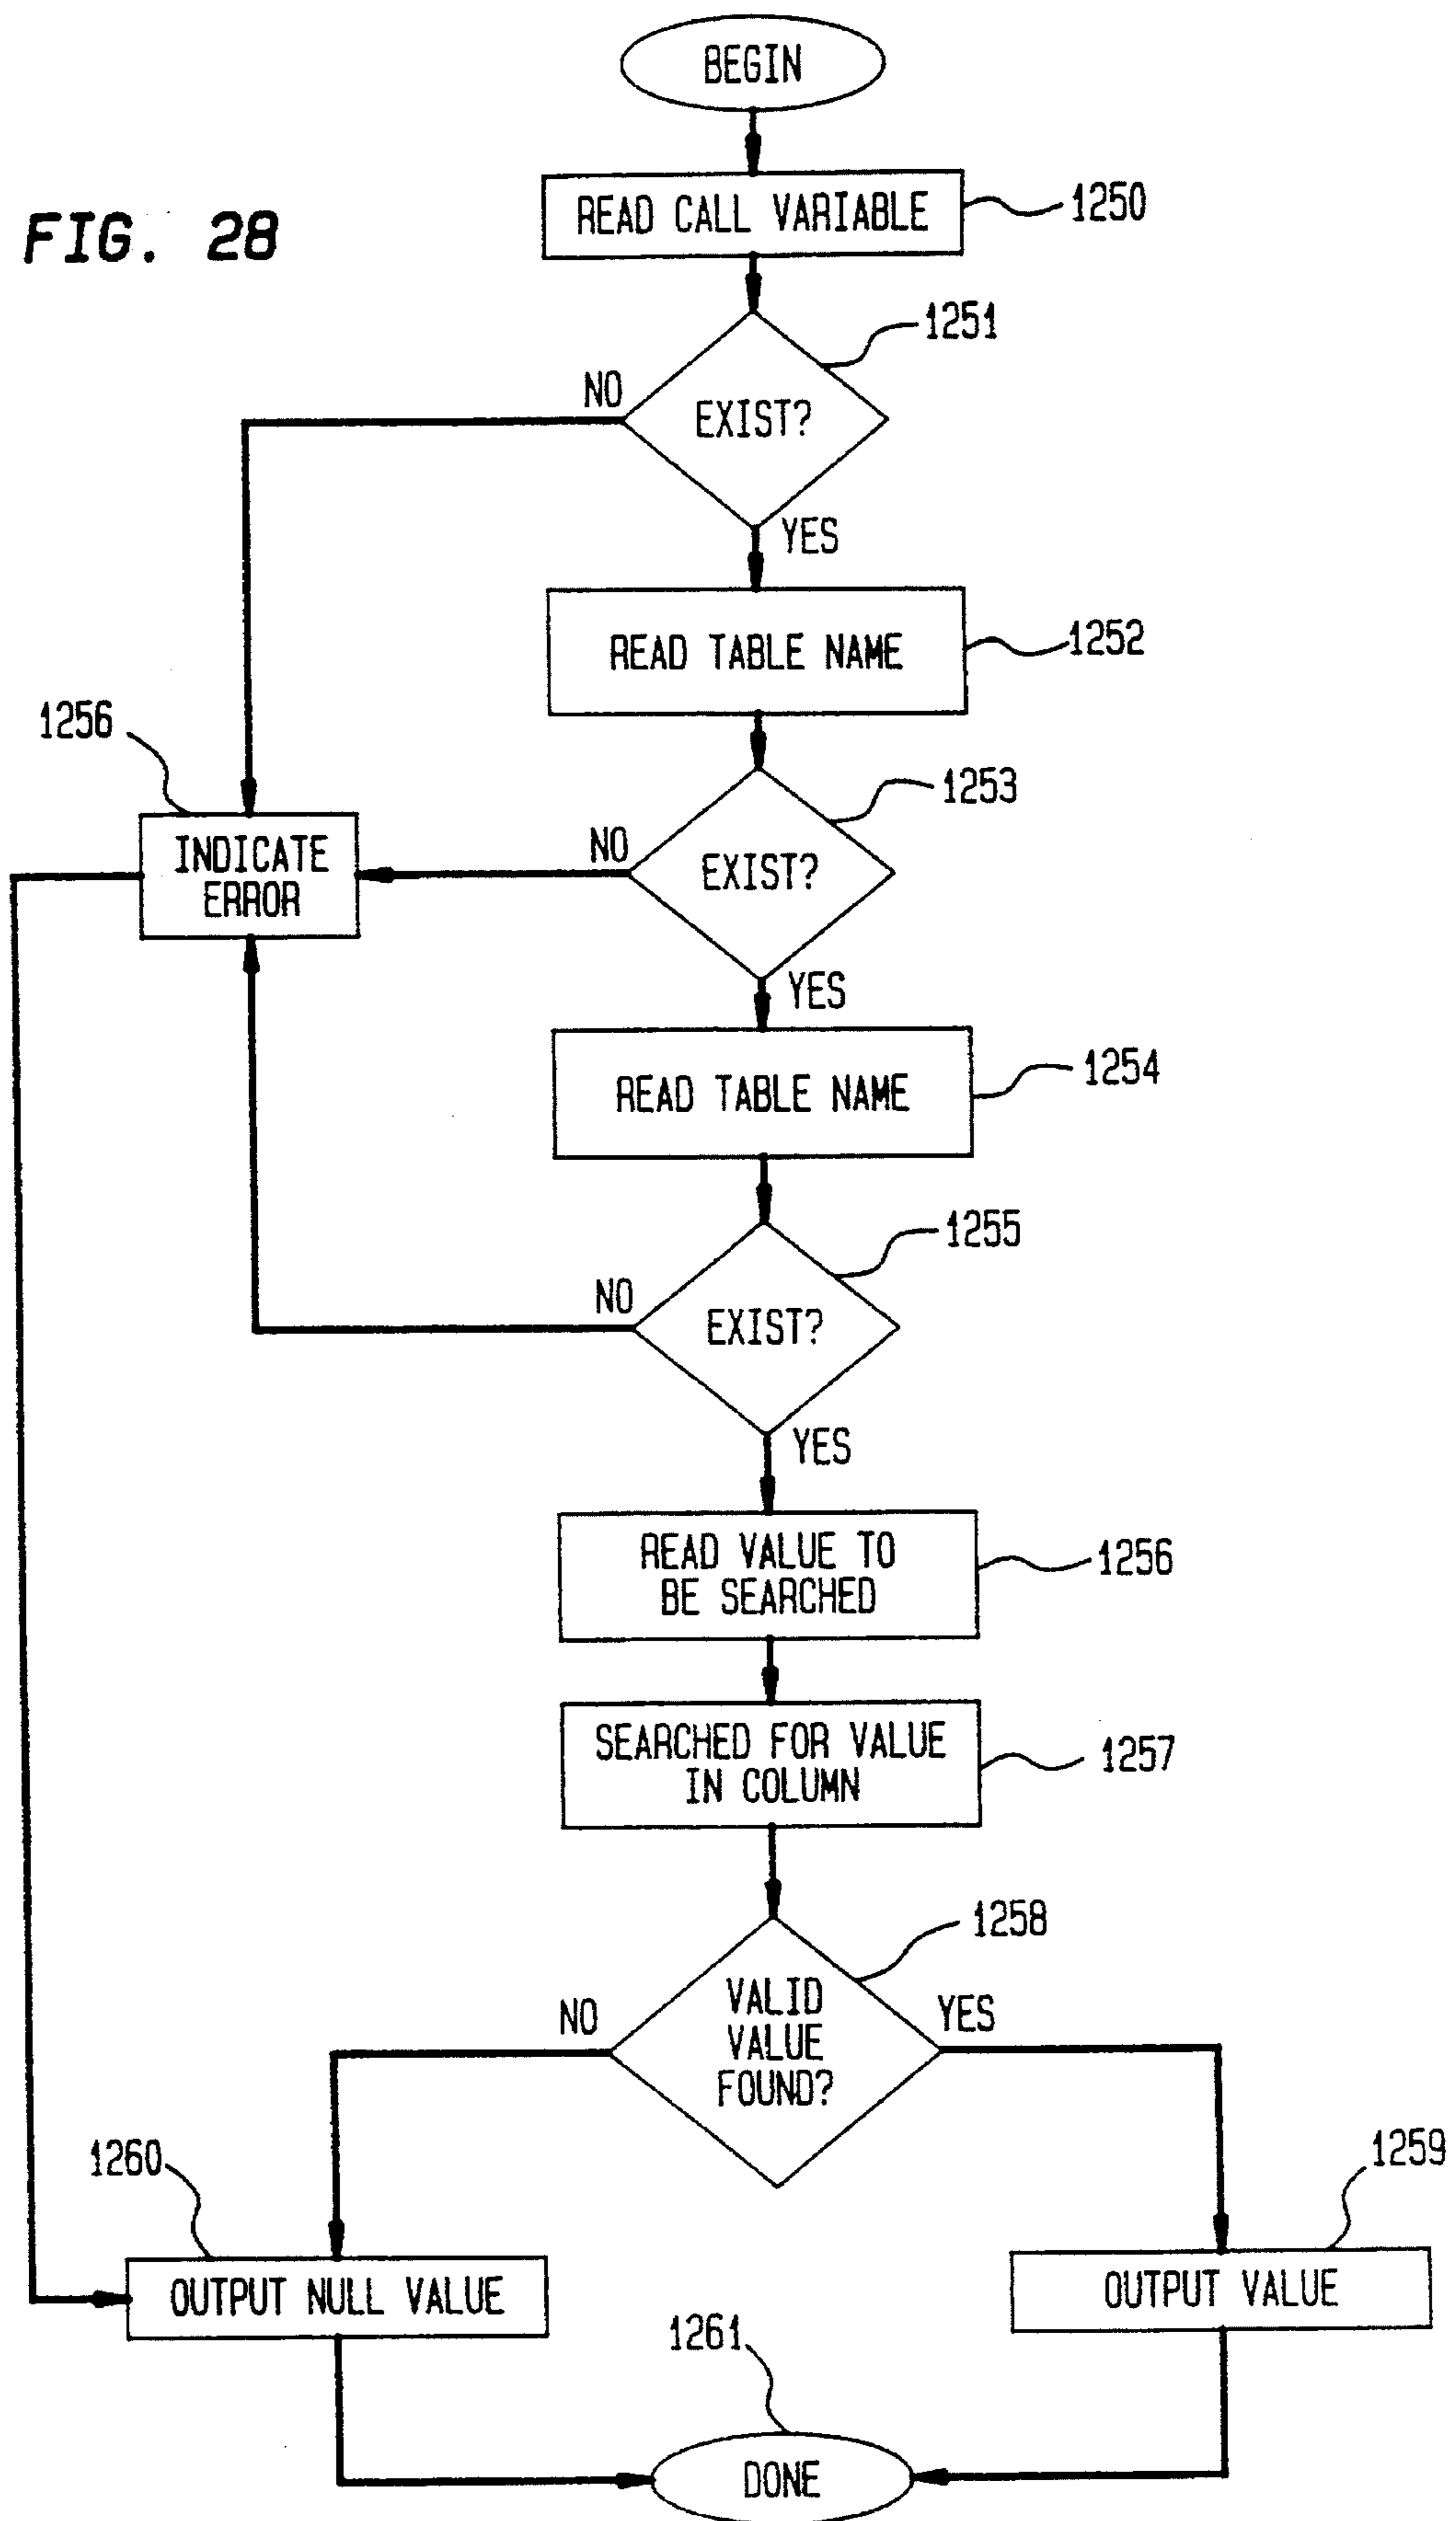 FIG. 28
BEGIN
READ CALL VARIABLE
1250
1251
EXIST?
NO
YES
READ TABLE NAME
1252
1256
INDICATE
ERROR
1253
EXIST?
NO
YES
READ TABLE NAME
1254
1255
EXIST?
NO
YES
READ VALUE TO
BE SEARCHED
1256
SEARCHED FOR VALUE
IN COLUMN
1257
1258
VALID
VALUE
FOUND?
NO
YES
1260
OUTPUT NULL VALUE
1259
OUTPUT VALUE
1261
DONE